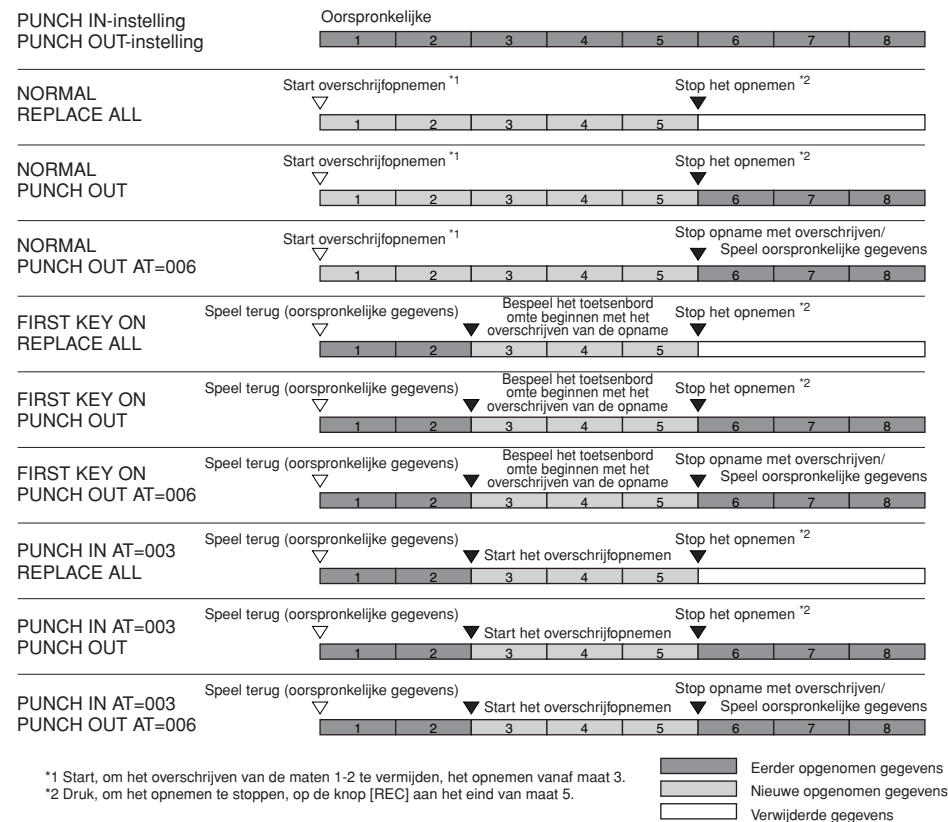 PUNCH IN-instelling
PUNCH OUT-instelling
Oorspronkelijke
1 2 3 4 5 6 7 8
NORMAL
REPLACE ALL
Start overschrijfopnemen *1
Stop het opnemen *2
1 2 3 4 5
NORMAL
PUNCH OUT
Start overschrijfopnemen *1
Stop het opnemen *2
1 2 3 4 5 6 7 8
NORMAL
PUNCH OUT AT=006
Start overschrijfopnemen *1
Stop opname met overschrijven/
Speel oorspronkelijke gegevens
1 2 3 4 5 6 7 8
FIRST KEY ON
REPLACE ALL
Speel terug (oorspronkelijke gegevens)
Bespeel het toetsenbord
omte beginnen met het
overschrijven van de opname
Stop het opnemen *2
1 2 3 4 5
FIRST KEY ON
PUNCH OUT
Speel terug (oorspronkelijke gegevens)
Bespeel het toetsenbord
omte beginnen met het
overschrijven van de opname
Stop het opnemen *2
1 2 3 4 5 6 7 8
FIRST KEY ON
PUNCH OUT AT=006
Speel terug (oorspronkelijke gegevens)
Bespeel het toetsenbord
omte beginnen met het
overschrijven van de opname
Stop opname met overschrijven/
Speel oorspronkelijke gegevens
1 2 3 4 5 6 7 8
PUNCH IN AT=003
REPLACE ALL
Speel terug (oorspronkelijke gegevens)
Start het overschrijfopnemen
Stop het opnemen *2
1 2 3 4 5
PUNCH IN AT=003
PUNCH OUT
Speel terug (oorspronkelijke gegevens)
Start het overschrijfopnemen
Stop het opnemen *2
1 2 3 4 5 6 7 8
PUNCH IN AT=003
PUNCH OUT AT=006
Speel terug (oorspronkelijke gegevens)
Start het overschrijfopnemen
Stop opname met overschrijven/
Speel oorspronkelijke gegevens
1 2 3 4 5 6 7 8
*1 Start, om het overschrijven van de maten 1-2 te vermijden, het opnemen vanaf maat 3.
*2 Druk, om het opnemen te stoppen, op de knop [REC] aan het eind van maat 5.
Eerder opgenomen gegevens
Nieuwe opgenomen gegevens
Verwijderde gegevens